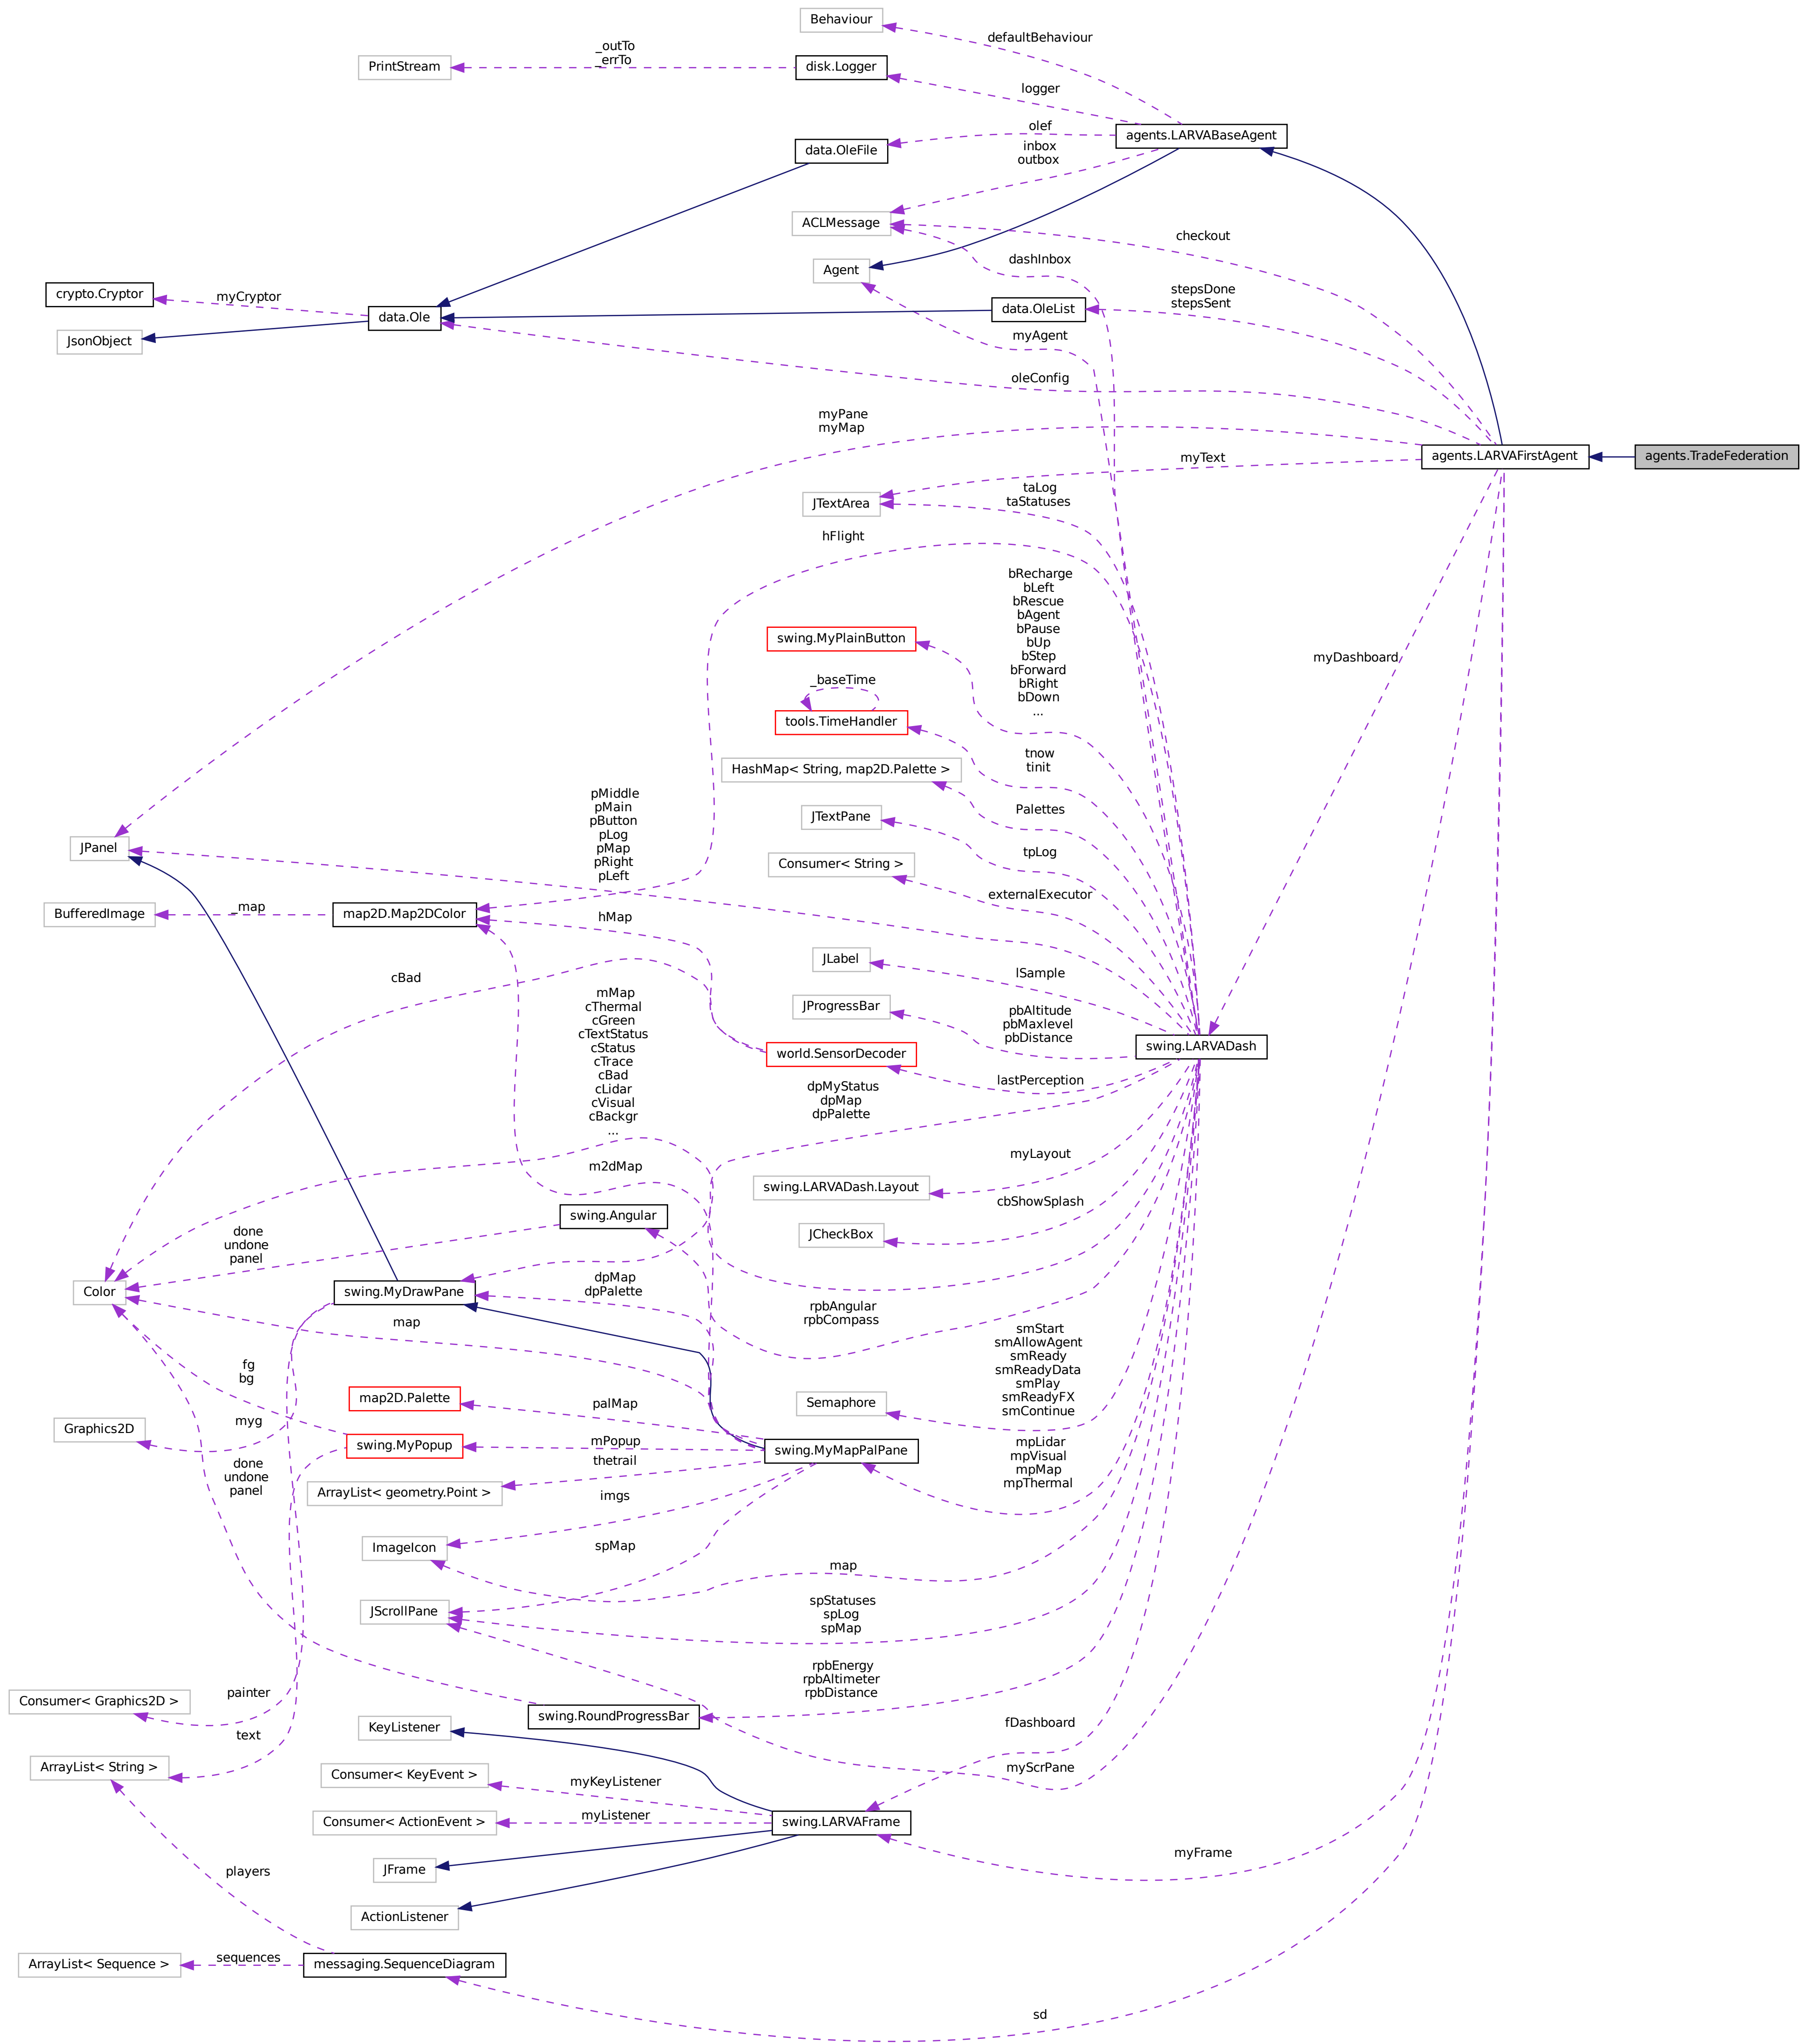 Behaviour
defaultBehaviour
_outTo
_errTo
PrintStream
disk.Logger
logger
olef
agents.LARVABaseAgent
data.OleFile
inbox
outbox
ACLMessage
checkout
dashInbox
Agent
crypto.Cryptor
myCryptor
stepsDone
stepsSent
data.OleList
data.Ole
myAgent
JsonObject
oleConfig
myPane
myMap
agents.LARVAFirstAgent
agents.TradeFederation
myText
taLog
taStatuses
JTextArea
hFlight
bRecharge
bLeft
bRescue
bAgent
bPause
bUp
bStep
bForward
bRight
bDown
...
swing.MyPlainButton
myDashboard
_baseTime
tools.TimeHandler
tnow
tinit
HashMap< String, map2D.Palette >
Palettes
pMiddle
pMain
pButton
pLog
pMap
pRight
pLeft
JTextPane
JPanel
tpLog
Consumer< String >
externalExecutor
BufferedImage
_map
map2D.Map2DColor
hMap
JLabel
lSample
cBad
mMap
cThermal
cGreen
cTextStatus
cStatus
cTrace
cBad
cLidar
cVisual
cBackgr
...
JProgressBar
pbAltitude
pbMaxlevel
pbDistance
swing.LARVADash
world.SensorDecoder
lastPerception
dpMyStatus
dpMap
dpPalette
myLayout
m2dMap
swing.LARVADash.Layout
cbShowSplash
swing.Angular
JCheckBox
done
undone
panel
Color
swing.MyDrawPane
dpMap
dpPalette
rpbAngular
rpbCompass
map
smStart
smAllowAgent
smReady
smReadyData
smPlay
smReadyFX
smContinue
fg
bg
map2D.Palette
palMap
Semaphore
Graphics2D
myg
swing.MyPopup
mPopup
swing.MyMapPalPane
mpLidar
mpVisual
mpMap
mpThermal
thetrail
done
undone
panel
ArrayList< geometry.Point >
imgs
ImageIcon
spMap
map
JScrollPane
spStatuses
spLog
spMap
rpbEnergy
rpbAltimeter
rpbDistance
Consumer< Graphics2D >
painter
swing.RoundProgressBar
KeyListener
fDashboard
text
ArrayList< String >
Consumer< KeyEvent >
myKeyListener
myScrPane
Consumer< ActionEvent >
myListener
swing.LARVAFrame
myFrame
JFrame
players
ActionListener
ArrayList< Sequence >
sequences
messaging.SequenceDiagram
sd